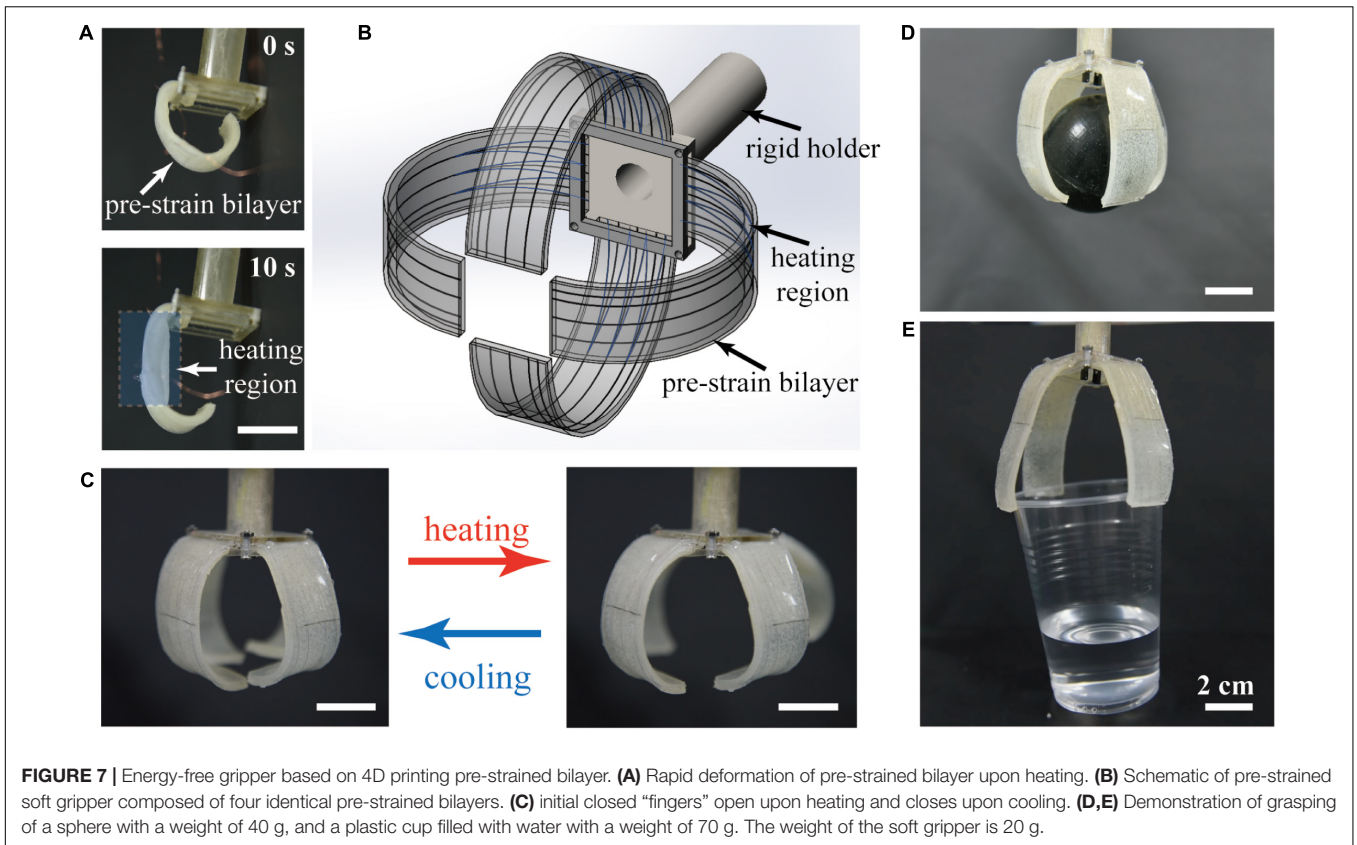 A
0 s
pre-strain bilayer
10 s
heating
region
B
rigid holder
heating
region
pre-strain bilayer
C
heating
cooling
D
E
2 cm
FIGURE 7 | Energy-free gripper based on 4D printing pre-strained bilayer. (A) Rapid deformation of pre-strained bilayer upon heating. (B) Schematic of pre-strained
soft gripper composed of four identical pre-strained bilayers. (C) initial closed “fingers” open upon heating and closes upon cooling. (D,E) Demonstration of grasping
of a sphere with a weight of 40 g, and a plastic cup filled with water with a weight of 70 g. The weight of the soft gripper is 20 g.